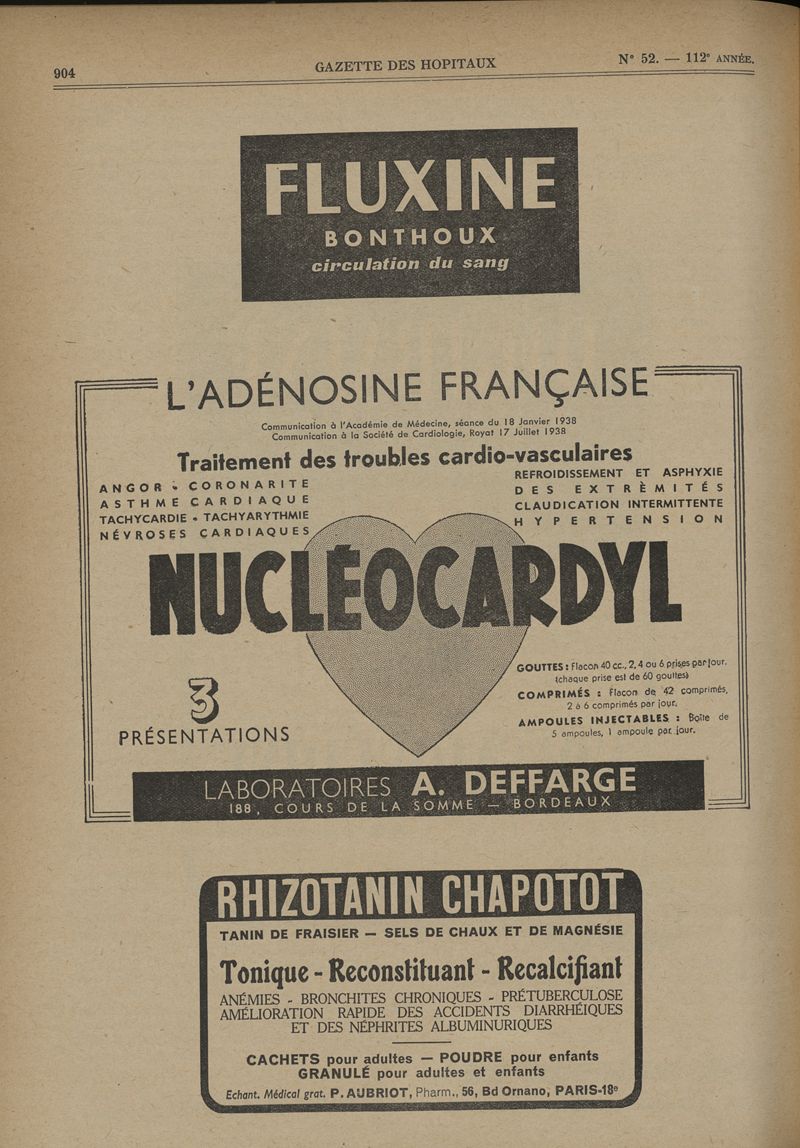 904
GAZETTE DES HOPITAUX
N° 52. — 112e ANNÉE.
FLUXINE
BONTHOUX
circulation du sang
L'ADÉNOSINE FRANÇAISE
Communication à l'Académie de Médecine, séance du 18 Janvier 1938
Communication à la Société de Cardiologie, Royat 17 Juillet 1938
Traitement des troubles cardio-vasculaires
ANGOR - CORONARITE
ASTHME CARDIAQUE
TACHYCARDIE - TACHYARYTHMIE
NÉVROSES CARDIAQUES
REFROIDISSEMENT ET ASPHYXIE
DES EXTRÈMITÉS
CLAUDICATION INTERMITTENTE
HYPERTENSION
NUCLÉOCARDYL
3
PRÉSENTATIONS
GOUTTES : Flacon 40 cc., 2, 4 ou 6 prises par jour.
(chaque prise est de 60 gouttes)
COMPRIMÉS : Flacon de 42 comprimés,
2 à 6 comprimés par jour.
AMPOULES INJECTABLES : Boîte de
5 ampoules, 1 ampoule par jour.
LABORATOIRES A. DEFFARGE
188, COURS DE LA SOMME — BORDEAUX
RHIZOTANIN CHAPOTOT
TANIN DE FRAISIER — SELS DE CHAUX ET DE MAGNÉSIE
Tonique - Reconstituant - Recalcifiant
ANÉMIES - BRONCHITES CHRONIQUES - PRÉTUBERCULOSE
AMÉLIORATION RAPIDE DES ACCIDENTS DIARRHÉIQUES
ET DES NÉPHRITES ALBUMINURIQUES
CACHETS pour adultes — POUDRE pour enfants
GRANULÉ pour adultes et enfants
Echant. Médical grat. P. AUBRIOT, Pharm., 56, Bd Ornano, PARIS-18e